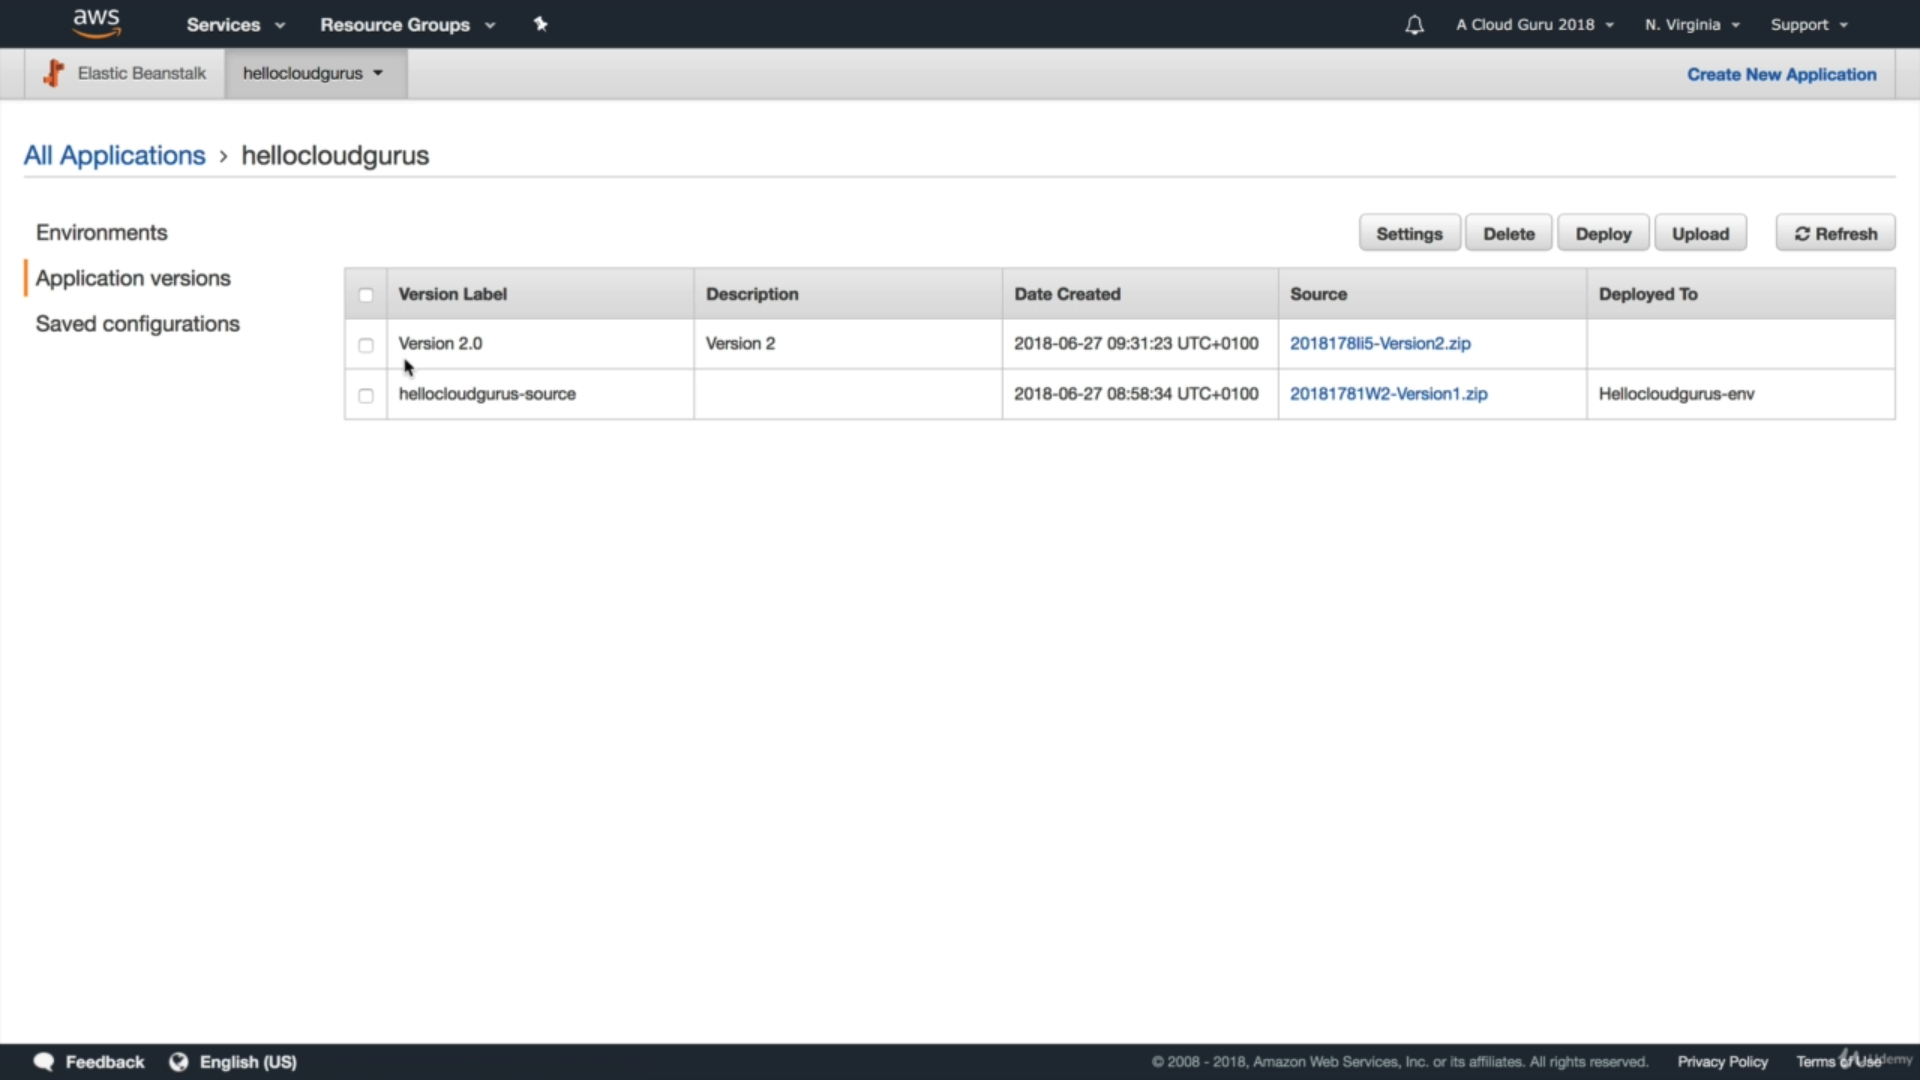 aws Services Resource Groups A Cloud Guru 2018 N. Virginia Support
Elastic Beanstalk hellocloudgurus Create New Application
All Applications › hellocloudgurus
Environments
Application versions
Saved configurations
Settings Delete Deploy Upload Refresh
Version Label Description Date Created Source Deployed To
Version 2.0 Version 2 2018-06-27 09:31:23 UTC+0100 2018178li5-Version2.zip
hellocloudgurus-source 2018-06-27 08:58:34 UTC+0100 20181781W2-Version1.zip Hellocloudgurus-env
Feedback English (US) © 2008 - 2018, Amazon Web Services, Inc. or its affiliates. All rights reserved. Privacy Policy Terms of Use